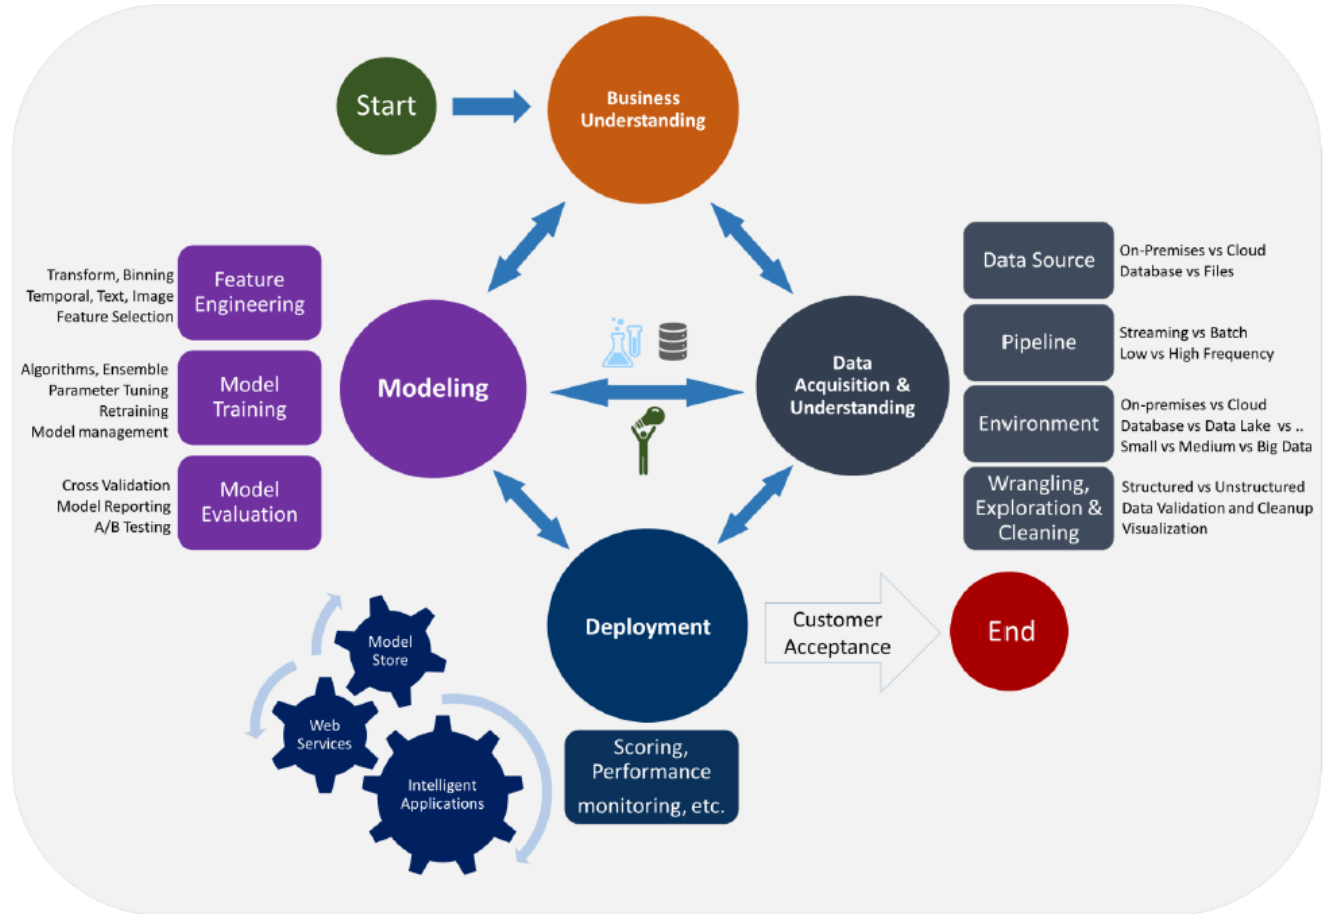 Start
Business
Understanding
Transform, Binning
Temporal, Text, Image
Feature Selection
Feature
Engineering
Algorithms, Ensemble
Parameter Tuning
Retraining
Model management
Model
Training
Cross Validation
Model Reporting
A/B Testing
Model
Evaluation
Modeling
Data
Acquisition &
Understanding
Data Source
On-Premises vs Cloud
Database vs Files
Pipeline
Streaming vs Batch
Low vs High Frequency
Environment
On-premises vs Cloud
Database vs Data Lake vs ..
Small vs Medium vs Big Data
Wrangling,
Exploration &
Cleaning
Structured vs Unstructured
Data Validation and Cleanup
Visualization
Deployment
Customer
Acceptance
End
Model
Store
Web
Services
Intelligent
Applications
Scoring,
Performance
monitoring, etc.